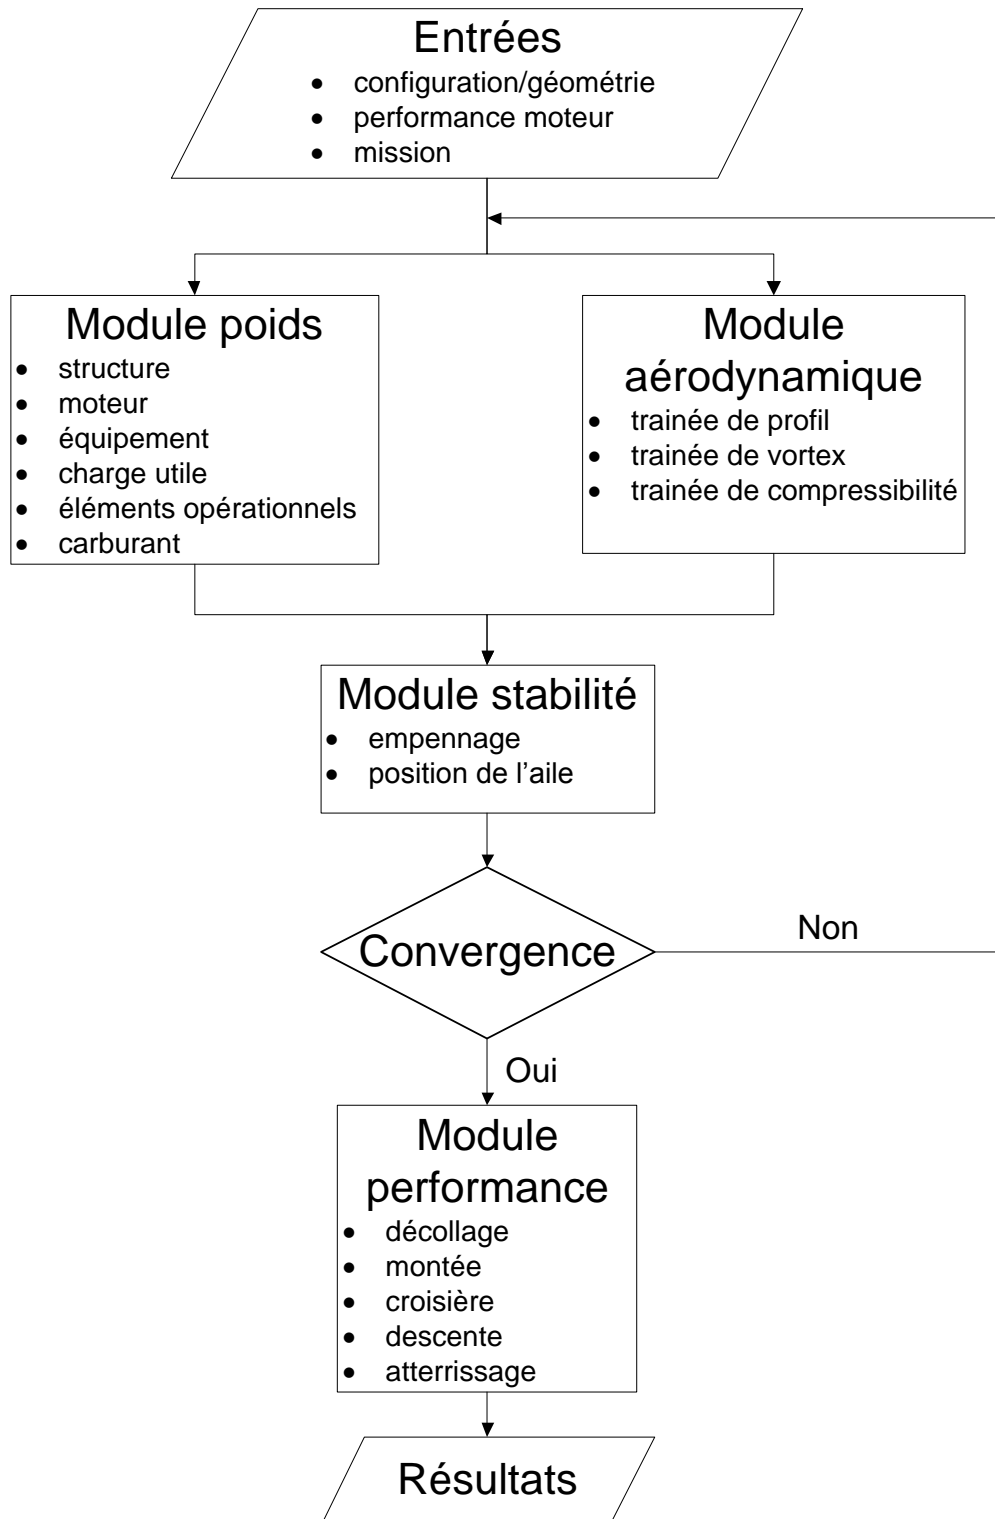 Entrées
• configuration/géométrie
• performance moteur
• mission
Module poids
• structure
• moteur
• équipement
• charge utile
• éléments opérationnels
• carburant
Module
aérodynamique
• trainée de profil
• trainée de vortex
• trainée de compressibilité
Module stabilité
• empennage
• position de l’aile
Convergence
Non
Oui
Module
performance
• décollage
• montée
• croisière
• descente
• atterrissage
Résultats